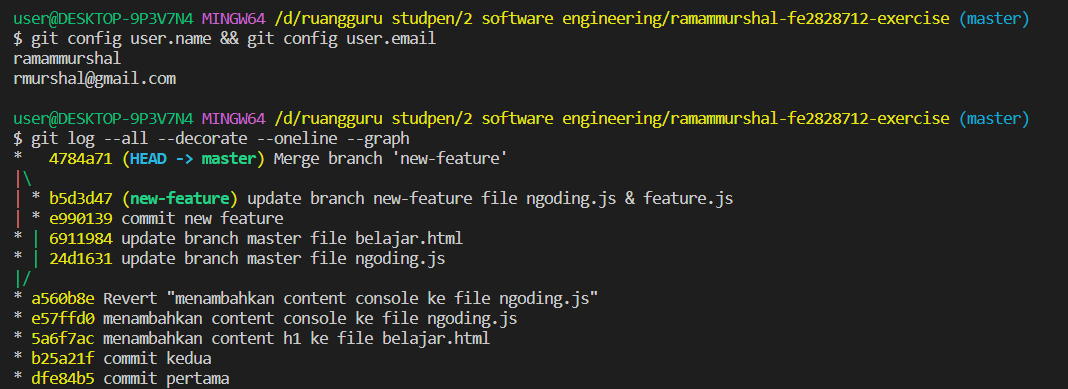 user@DESKTOP-9P3V7N4 MINGW64 /d/ruangguru studpen/2 software engineering/ramammurshal-fe2828712-exercise (master)
$ git config user.name && git config user.email
ramammurshal
rmurshal@gmail.com
user@DESKTOP-9P3V7N4 MINGW64 /d/ruangguru studpen/2 software engineering/ramammurshal-fe2828712-exercise (master)
$ git log --all --decorate --oneline --graph
*   4784a71 (HEAD -> master) Merge branch 'new-feature'
|\
| * b5d3d47 (new-feature) update branch new-feature file ngoding.js & feature.js
| * e990139 commit new feature
* | 6911984 update branch master file belajar.html
* | 24d1631 update branch master file ngoding.js
|/
* a560b8e Revert "menambahkan content console ke file ngoding.js"
* e57ffd0 menambahkan content console ke file ngoding.js
* 5a6f7ac menambahkan content h1 ke file belajar.html
* b25a21f commit kedua
* dfe84b5 commit pertama